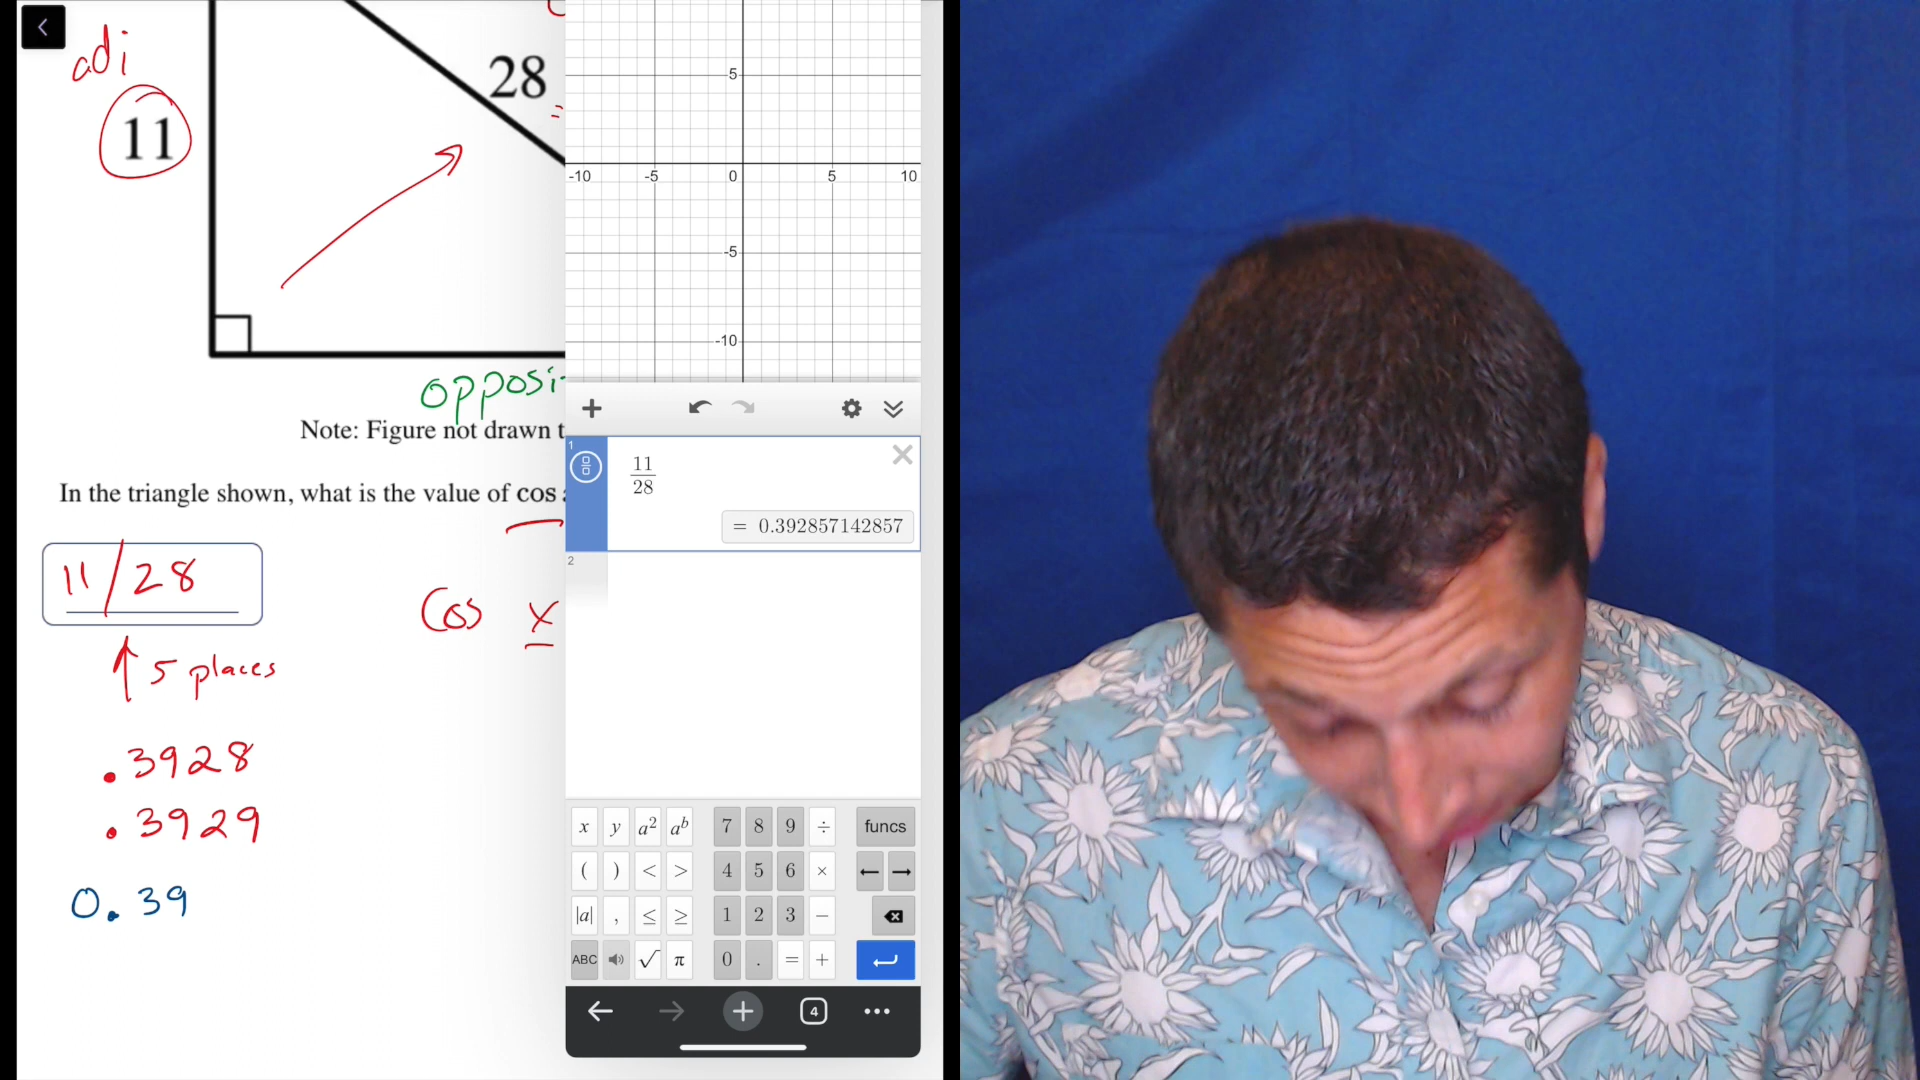 adj
11
28
=
opposi
Note: Figure not drawn t
In the triangle shown, what is the value of cos
11/28
5 places
.3928
.3929
0.39
Cos x
5
-10 -5 0 5 10
-5
-10
1
11
28
= 0.392857142857
2
x y a² aᵇ 7 8 9 ÷ funcs
( ) < > 4 5 6 × ← →
|a| , ≤ ≥ 1 2 3 −
ABC √ π 0 . = +
4